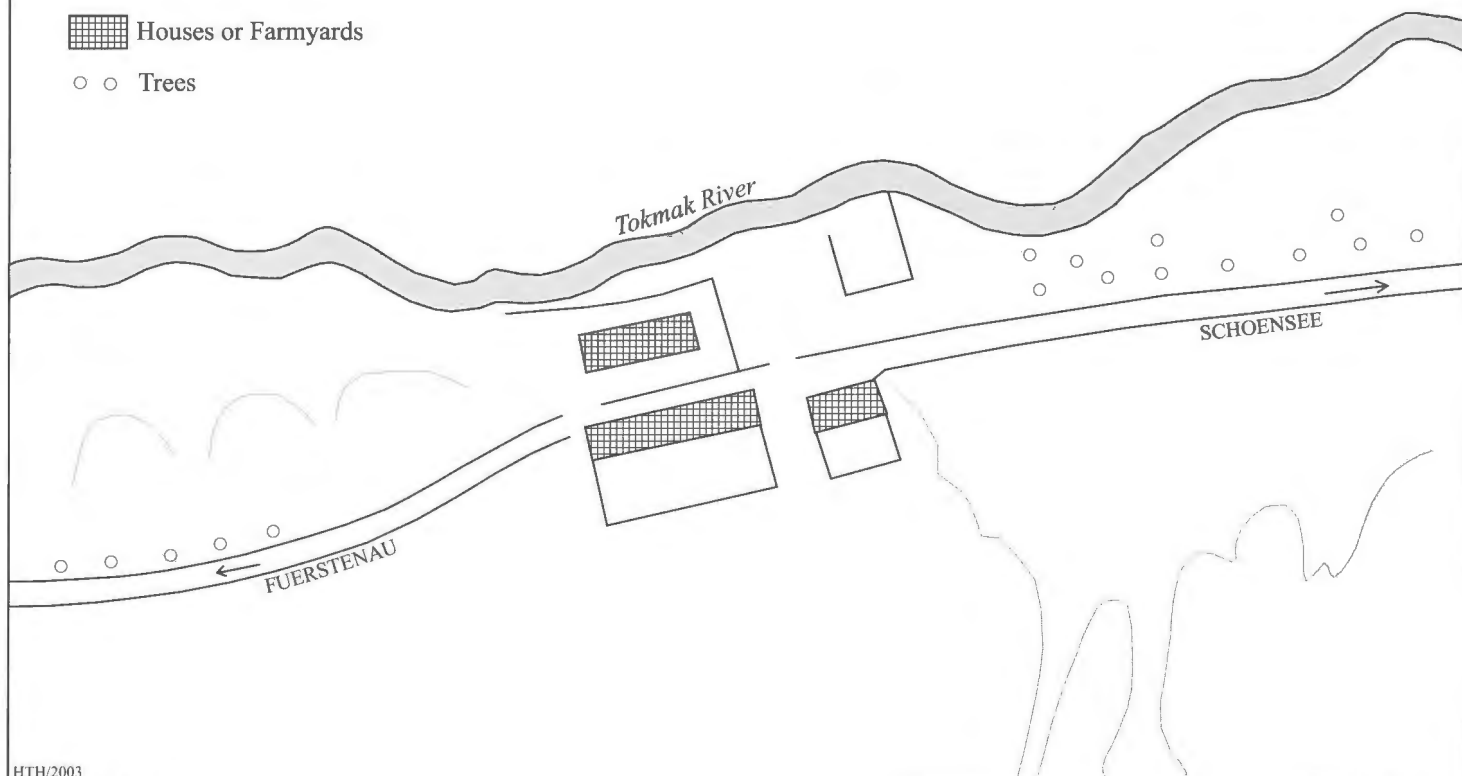 Houses or Farmyards
Trees
Tokmak River
SCHOENSEE
FUERSTENAU
HTH/2003